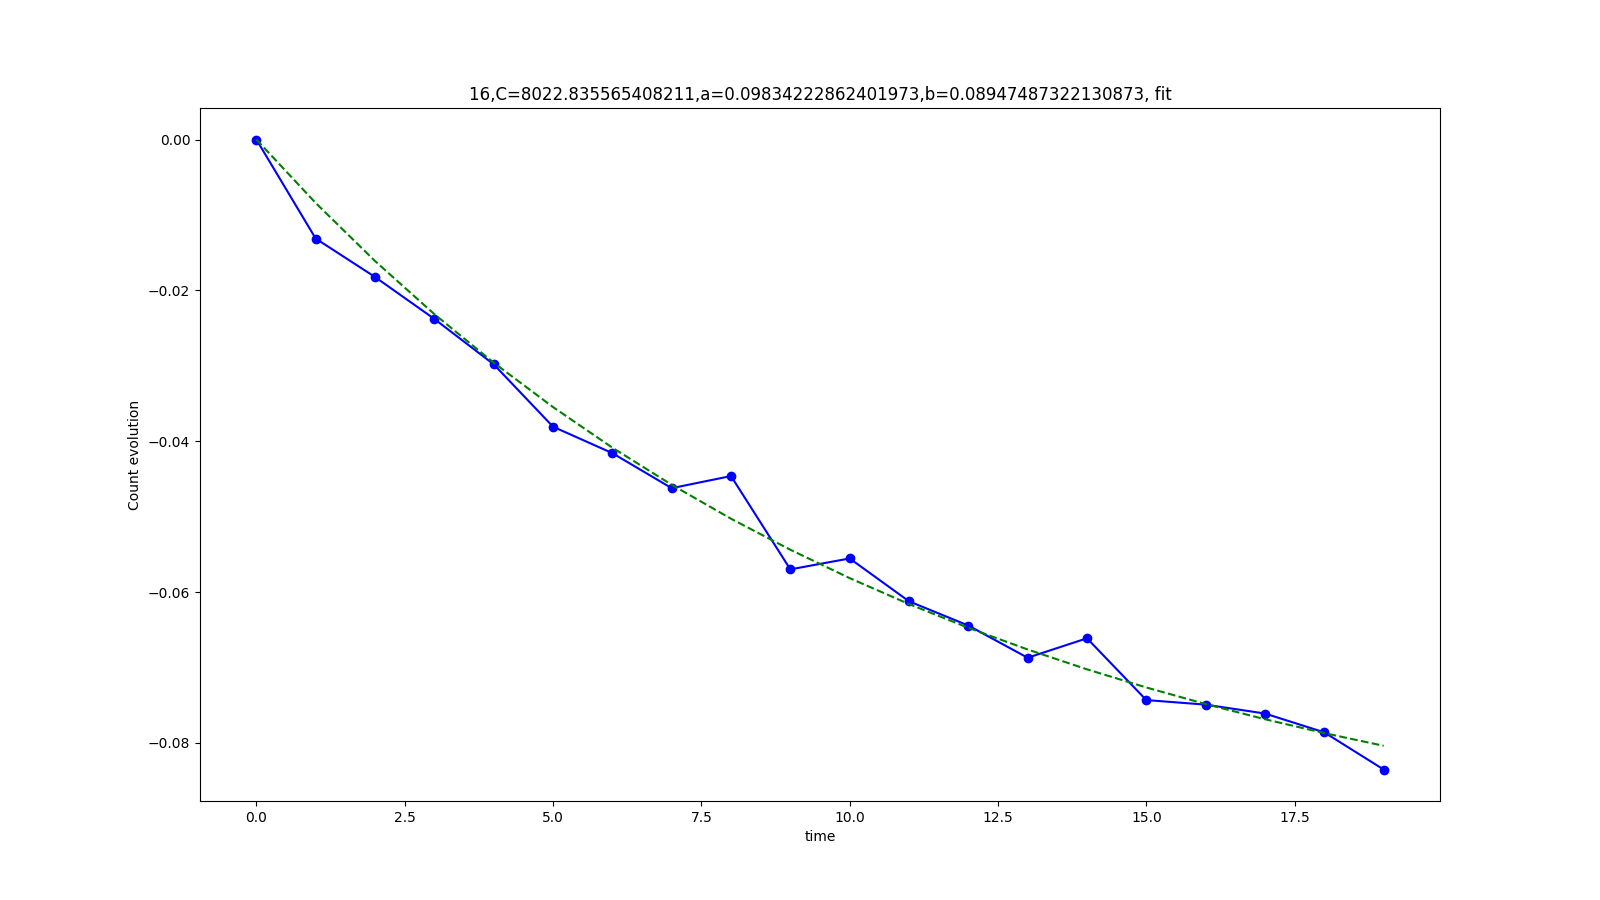 16,C=8022.835565408211,a=0.09834222862401973,b=0.08947487322130873, fit
0.00
−0.02
−0.04
−0.06
−0.08
Count evolution
0.0 2.5 5.0 7.5 10.0 12.5 15.0 17.5
time